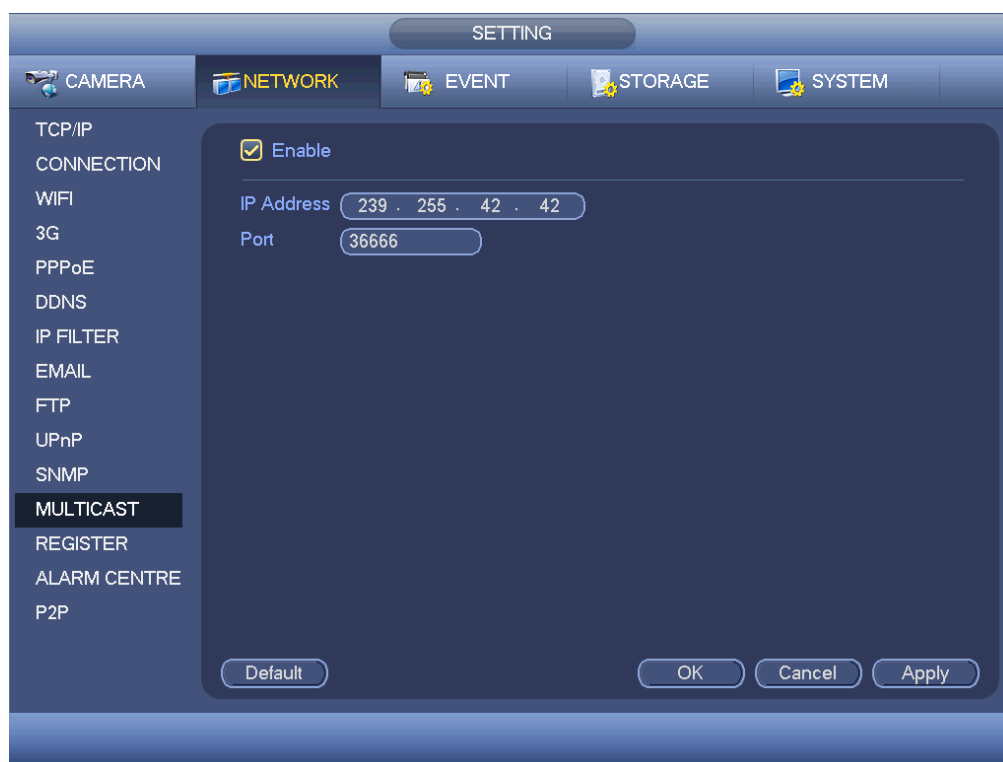 SETTING
CAMERA NETWORK EVENT STORAGE SYSTEM
TCP/IP
CONNECTION
WIFI
3G
PPPoE
DDNS
IP FILTER
EMAIL
FTP
UPnP
SNMP
MULTICAST
REGISTER
ALARM CENTRE
P2P
Enable
IP Address 239 . 255 . 42 . 42
Port 36666
Default OK Cancel Apply